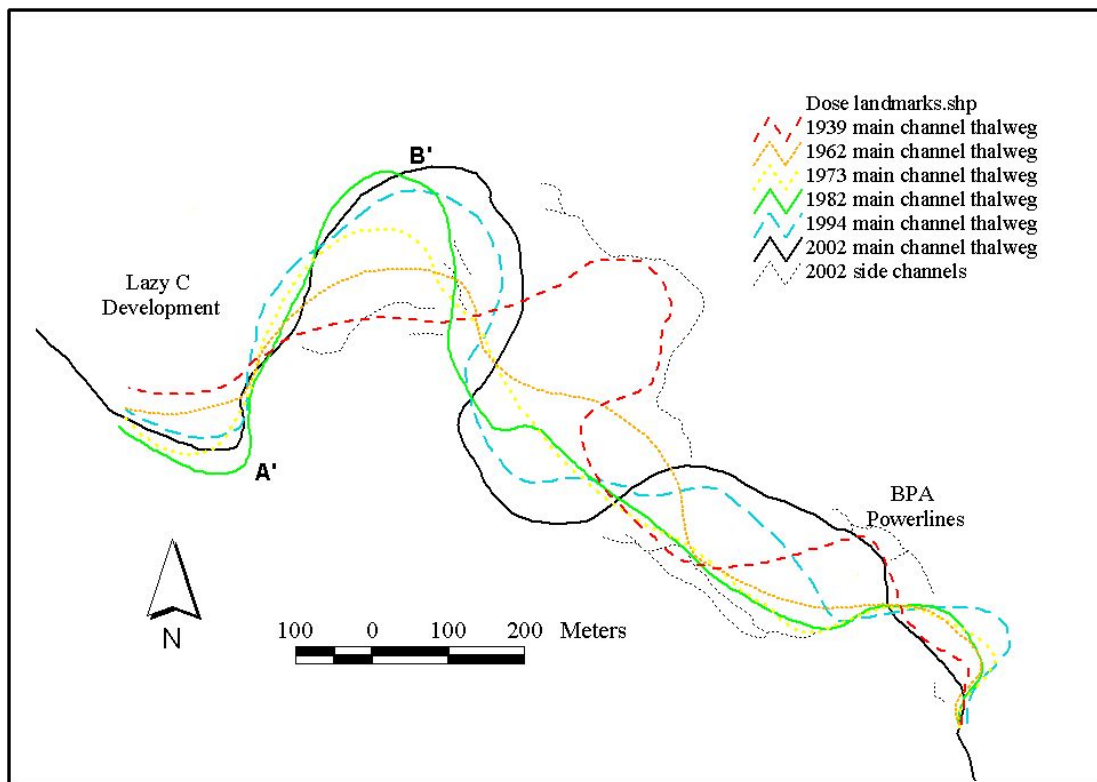 Dose landmarks.shp
1939 main channel thalweg
1962 main channel thalweg
1973 main channel thalweg
1982 main channel thalweg
1994 main channel thalweg
2002 main channel thalweg
2002 side channels
B'
Lazy C
Development
A'
BPA
Powerlines
N
100 0 100 200 Meters